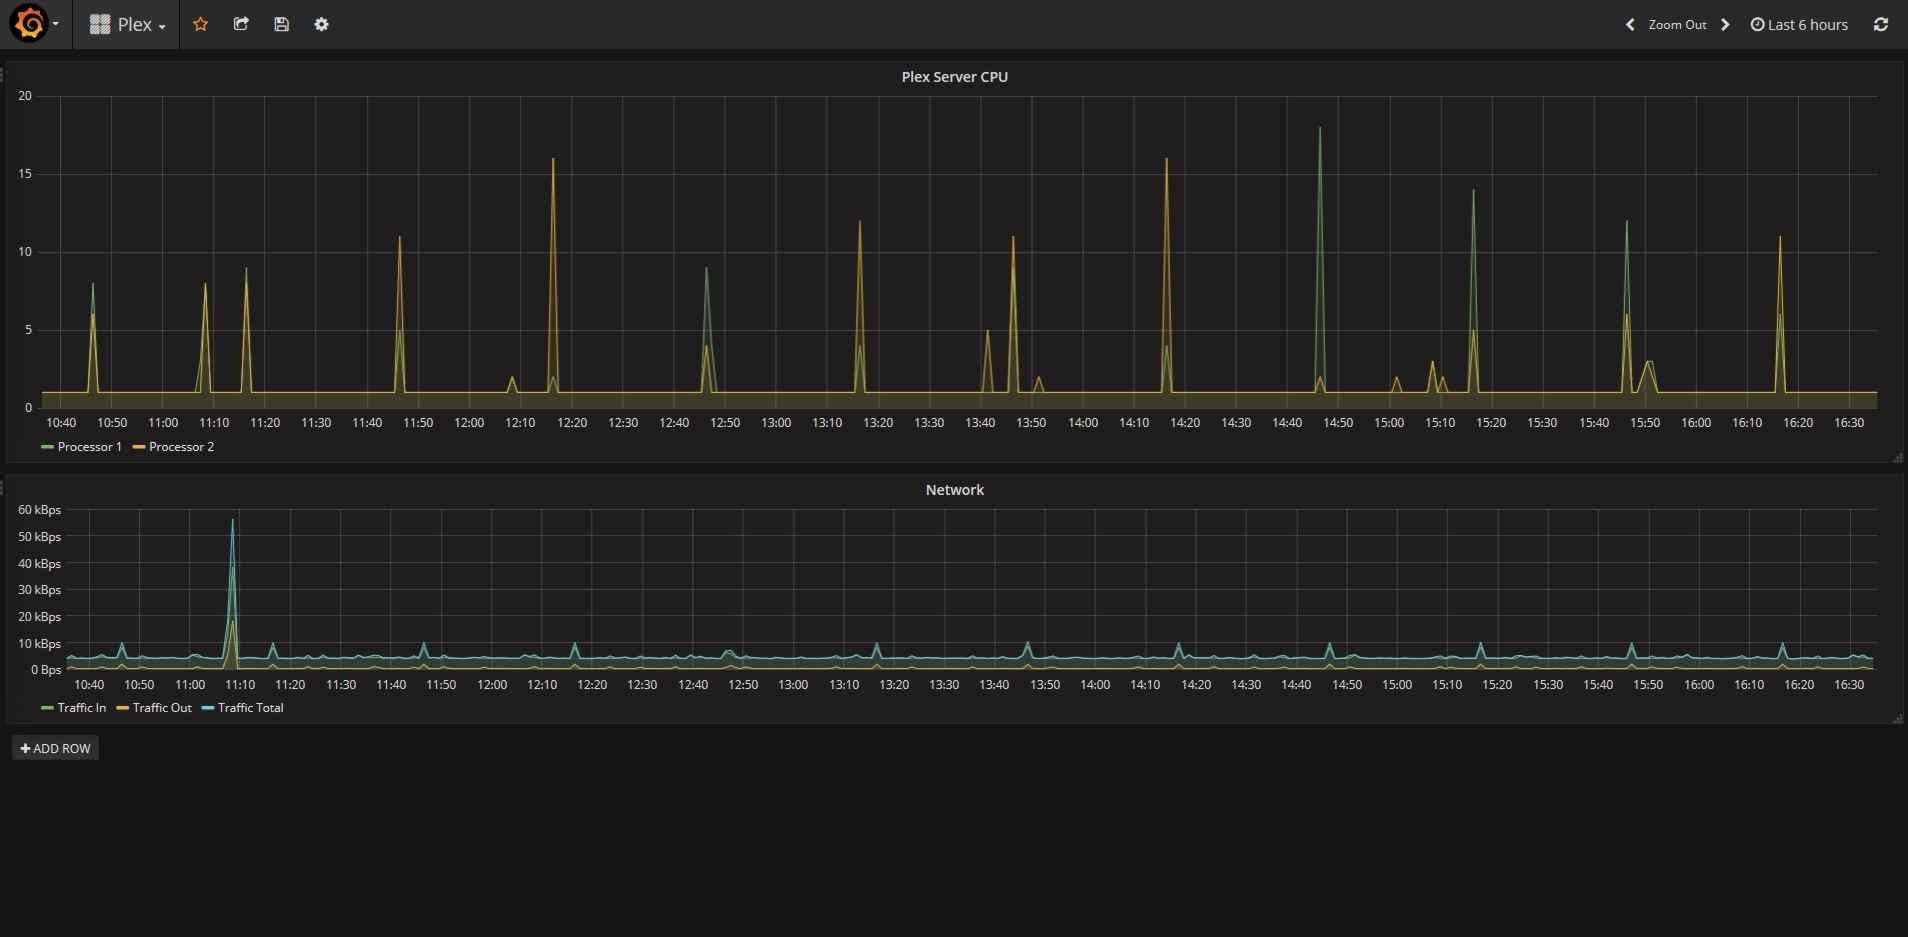 Plex
Zoom Out
Last 6 hours
Plex Server CPU
20
15
10
5
0
10:40 10:50 11:00 11:10 11:20 11:30 11:40 11:50 12:00 12:10 12:20 12:30 12:40 12:50 13:00 13:10 13:20 13:30 13:40 13:50 14:00 14:10 14:20 14:30 14:40 14:50 15:00 15:10 15:20 15:30 15:40 15:50 16:00 16:10 16:20 16:30
Processor 1 Processor 2
Network
60 kBps
50 kBps
40 kBps
30 kBps
20 kBps
10 kBps
0 Bps
10:40 10:50 11:00 11:10 11:20 11:30 11:40 11:50 12:00 12:10 12:20 12:30 12:40 12:50 13:00 13:10 13:20 13:30 13:40 13:50 14:00 14:10 14:20 14:30 14:40 14:50 15:00 15:10 15:20 15:30 15:40 15:50 16:00 16:10 16:20 16:30
Traffic In Traffic Out Traffic Total
ADD ROW